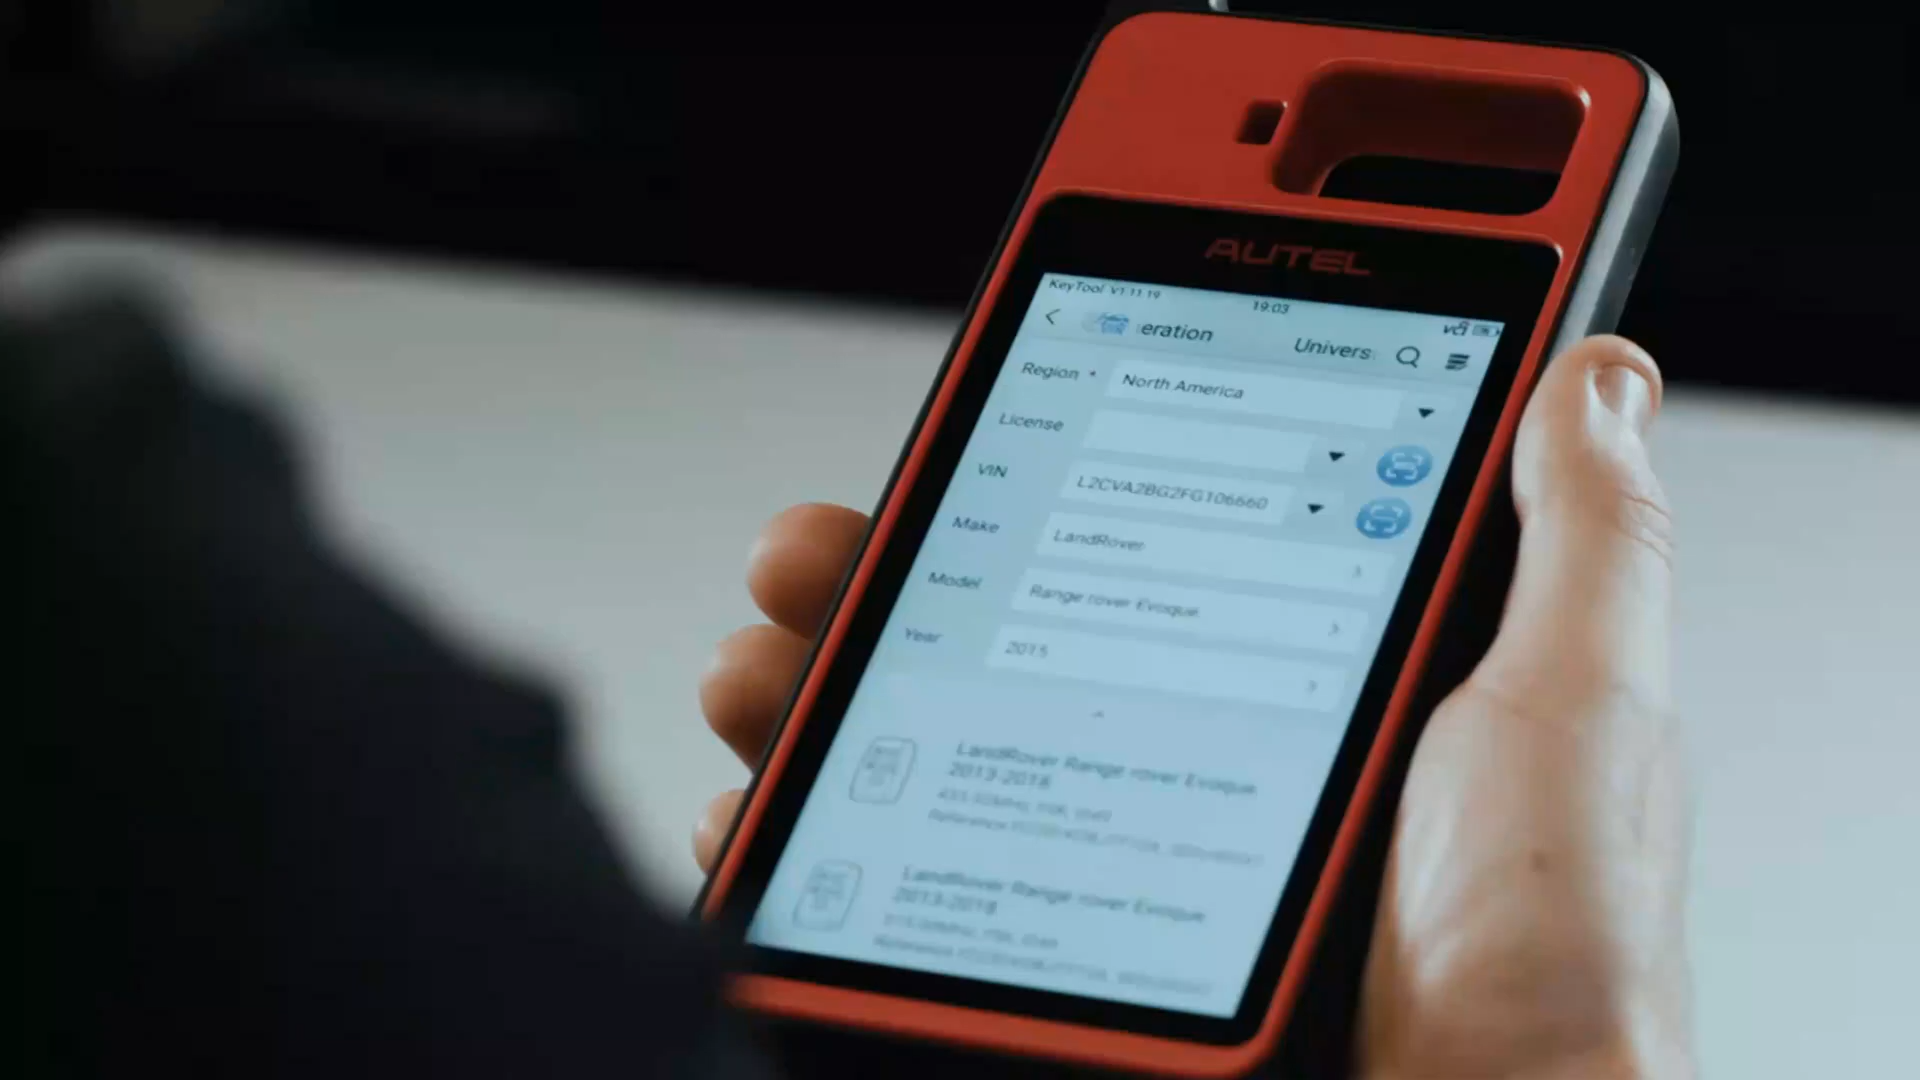 AUTEL
KeyTool V1.11.19
19:03
VCI
eration
Univers
Region * North America
License
VIN L2CVA2BG2FG106660
Make LandRover
Model Range rover Evoque
Year 2015
LandRover Range rover Evoque
2013-2018
LandRover Range rover Evoque
2013-2018